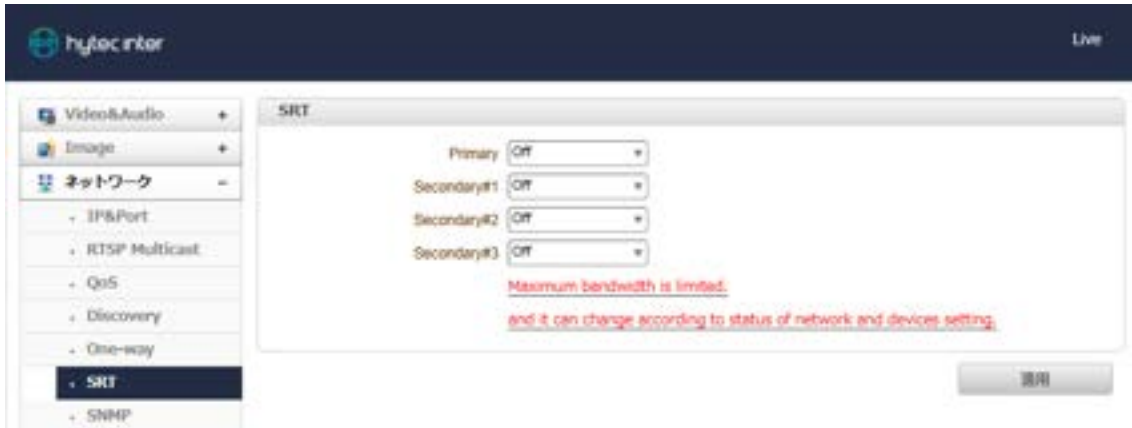 hytec inter
Live
Video&Audio +
Image +
ネットワーク -
IP&Port
RTSP Multicast
QoS
Discovery
One-way
SRT
SNMP
SRT
Primary Off
Secondary#1 Off
Secondary#2 Off
Secondary#3 Off
Maximum bandwidth is limited.
and it can change according to status of network and devices setting.
適用